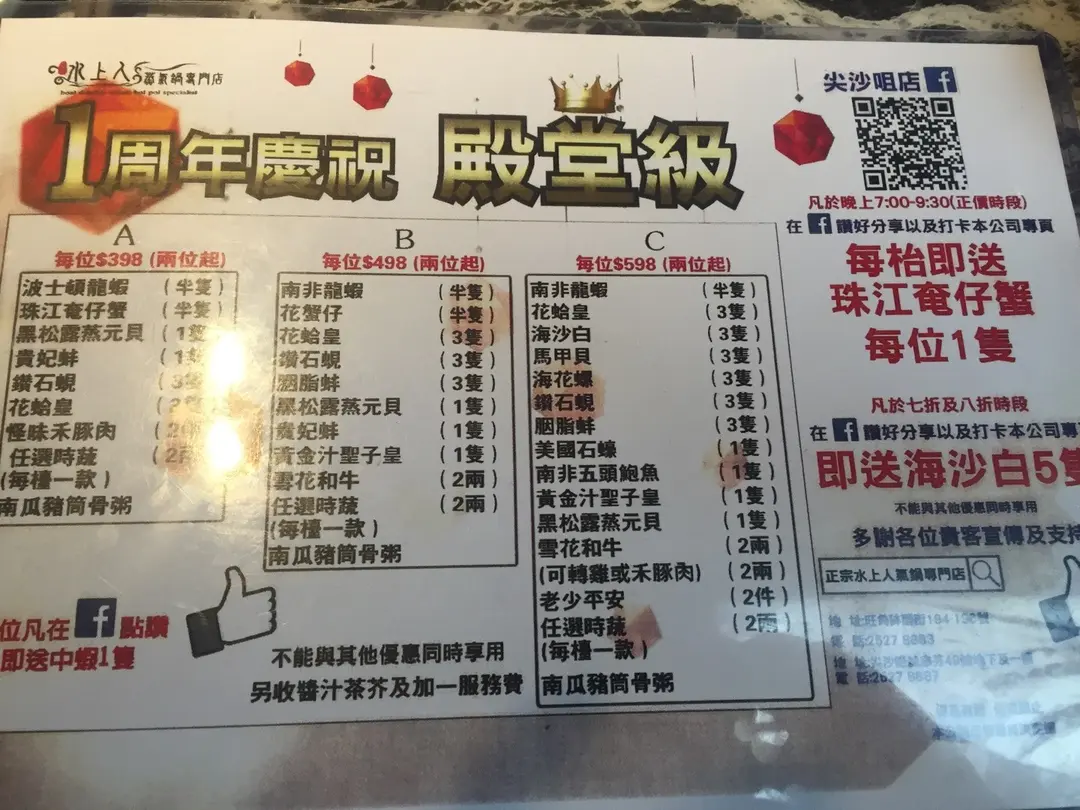 水上人蒸氣鍋專門店
1周年慶祝 殿堂級
A
每位$398 (兩位起)
波士頓龍蝦 (半隻)
珠江奄仔蟹 (半隻)
黑松露蒸元貝 (1隻)
貴妃蚌
鑽石蜆 (3
花蛤皇
怪味禾豚肉
任選時蔬
(每檯一款)
南瓜豬筒骨粥
B
每位$498 (兩位起)
南非龍蝦 (半隻)
花蟹仔 (半隻)
花蛤皇 (3隻)
鑽石蜆 (3隻)
胭脂蚌 (3隻)
黑松露蒸元貝 (1隻)
貴妃蚌 (1隻)
黃金汁聖子皇 (1隻)
雪花和牛 (2兩)
任選時蔬 (2兩)
(每檯一款)
南瓜豬筒骨粥
C
每位$598 (兩位起)
南非龍蝦 (半隻)
花蛤皇 (3隻)
海沙白 (3隻)
馬甲貝 (3隻)
海花螺 (3隻)
鑽石蜆 (3隻)
胭脂蚌 (3隻)
美國石蠔 (1隻)
南非五頭鮑魚 (1隻)
黃金汁聖子皇 (1隻)
黑松露蒸元貝 (1隻)
雪花和牛 (2兩)
(可轉雞或禾豚肉) (2兩)
老少平安 (2件)
任選時蔬 (2兩)
(每檯一款)
南瓜豬筒骨粥
位凡在 f 點讚
即送中蝦1隻
不能與其他優惠同時享用
另收醬汁茶芥及加一服務費
尖沙咀店 f
凡於晚上7:00-9:30(正價時段)
在 f 讚好分享以及打卡本公司專頁
每枱即送
珠江奄仔蟹
每位1隻
凡於七折及八折時段
在 f 讚好分享以及打卡本公司專
即送海沙白5隻
不能與其他優惠同時享用
多謝各位貴客宣傳及支持
正宗水上人蒸氣鍋專門店